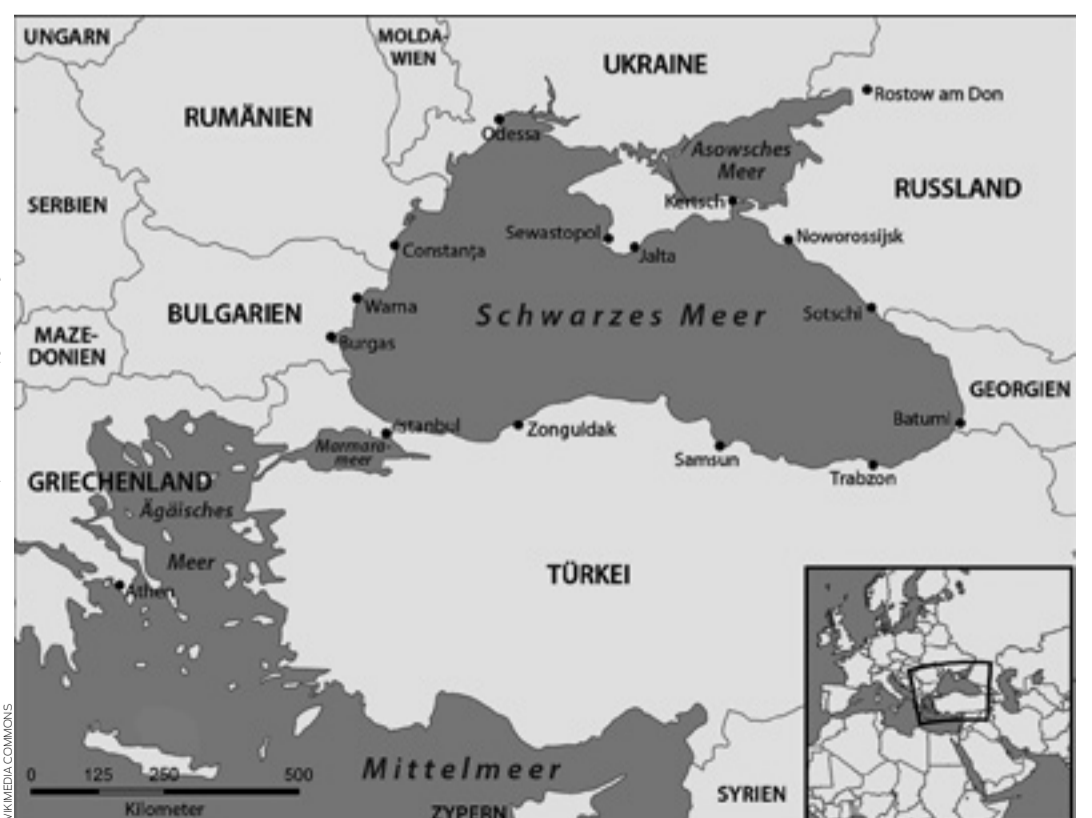 UNGARN
MOLDA-
WIEN
UKRAINE
RUMÄNIEN
Rostow am Don
Odessa
Asowsches
Meer
RUSSLAND
SERBIEN
Kertsch
Sewastopol
Jalta
Noworossijsk
Constanţa
BULGARIEN
Warna
Schwarzes Meer
Sotschi
MAZE-
DONIEN
Burgas
GEORGIEN
Batumi
Istanbul
Zonguldak
Marmara-
meer
Samsun
Trabzon
GRIECHENLAND
Ägäisches
Meer
TÜRKEI
Athen
0 125 250 500
Kilometer
Mittelmeer
ZYPERN
SYRIEN
WIKIMEDIA COMMONS